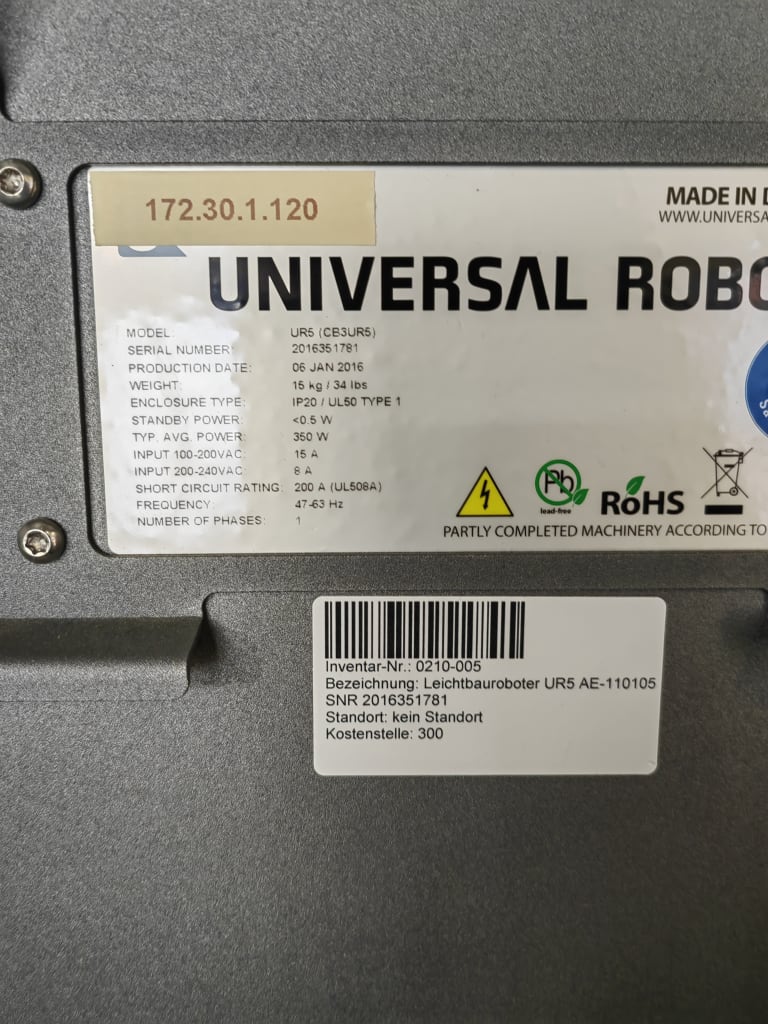 172.30.1.120
MADE IN
WWW.UNIVERSA
UNIVERSAL ROBO
MODEL: UR5 (CB3UR5)
SERIAL NUMBER: 2016351781
PRODUCTION DATE: 06 JAN 2016
WEIGHT: 15 kg / 34 lbs
ENCLOSURE TYPE: IP20 / UL50 TYPE 1
STANDBY POWER: <0.5 W
TYP. AVG. POWER: 350 W
INPUT 100-200VAC: 15 A
INPUT 200-240VAC: 8 A
SHORT CIRCUIT RATING: 200 A (UL508A)
FREQUENCY: 47-63 Hz
NUMBER OF PHASES: 1
Pb
lead-free
RoHS
PARTLY COMPLETED MACHINERY ACCORDING TO
Inventar-Nr.: 0210-005
Bezeichnung: Leichtbauroboter UR5 AE-110105
SNR 2016351781
Standort: kein Standort
Kostenstelle: 300